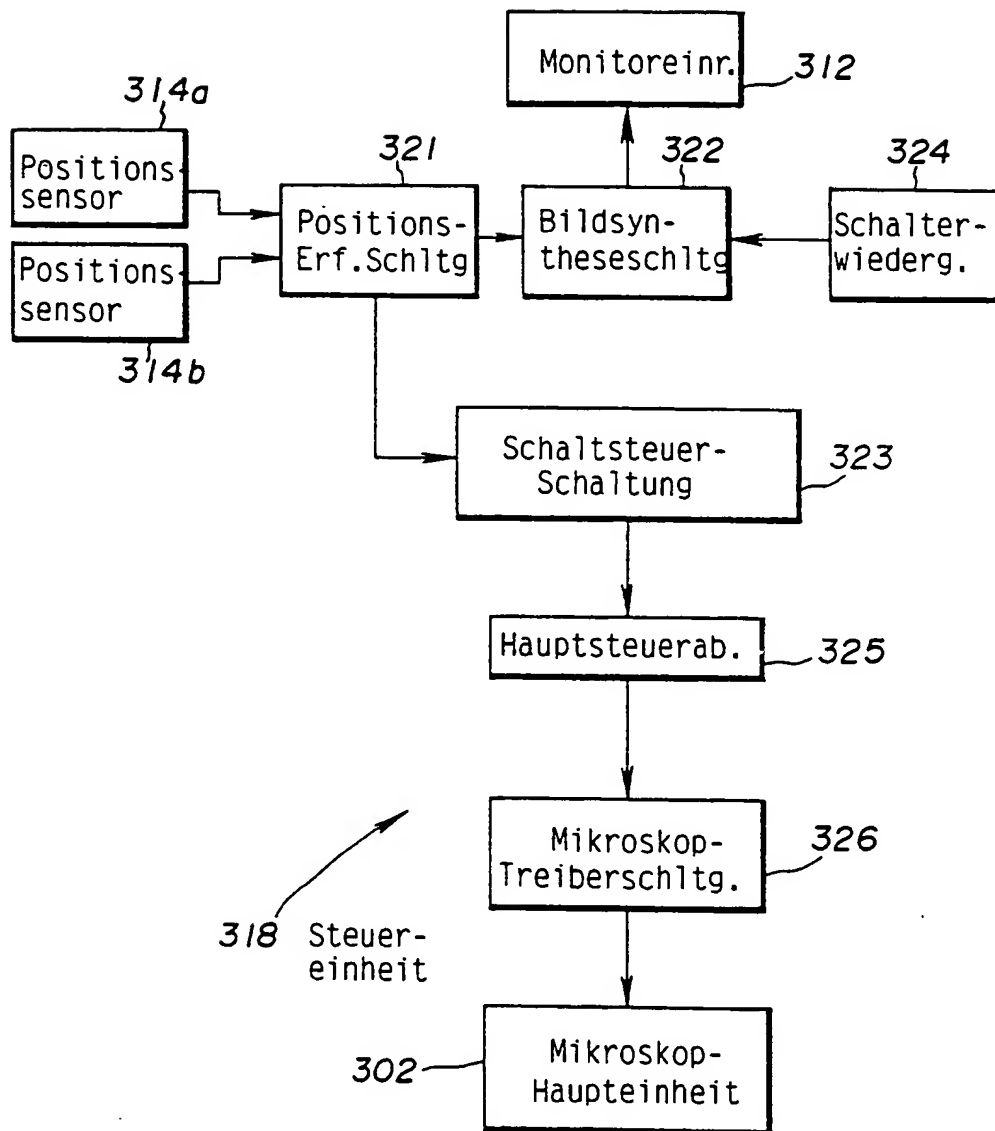 Monitoreinr.
312
314a
Positions-
sensor
321
Positions-
Erf.Schltg
322
Bildsyn-
theseschltg
324
Schalter-
wiederg.
Positions-
sensor
314b
Schaltsteuer-
Schaltung
323
Hauptsteuerab.
325
Mikroskop-
Treiberschltg.
326
318
Steuer-
einheit
302
Mikroskop-
Haupteinheit